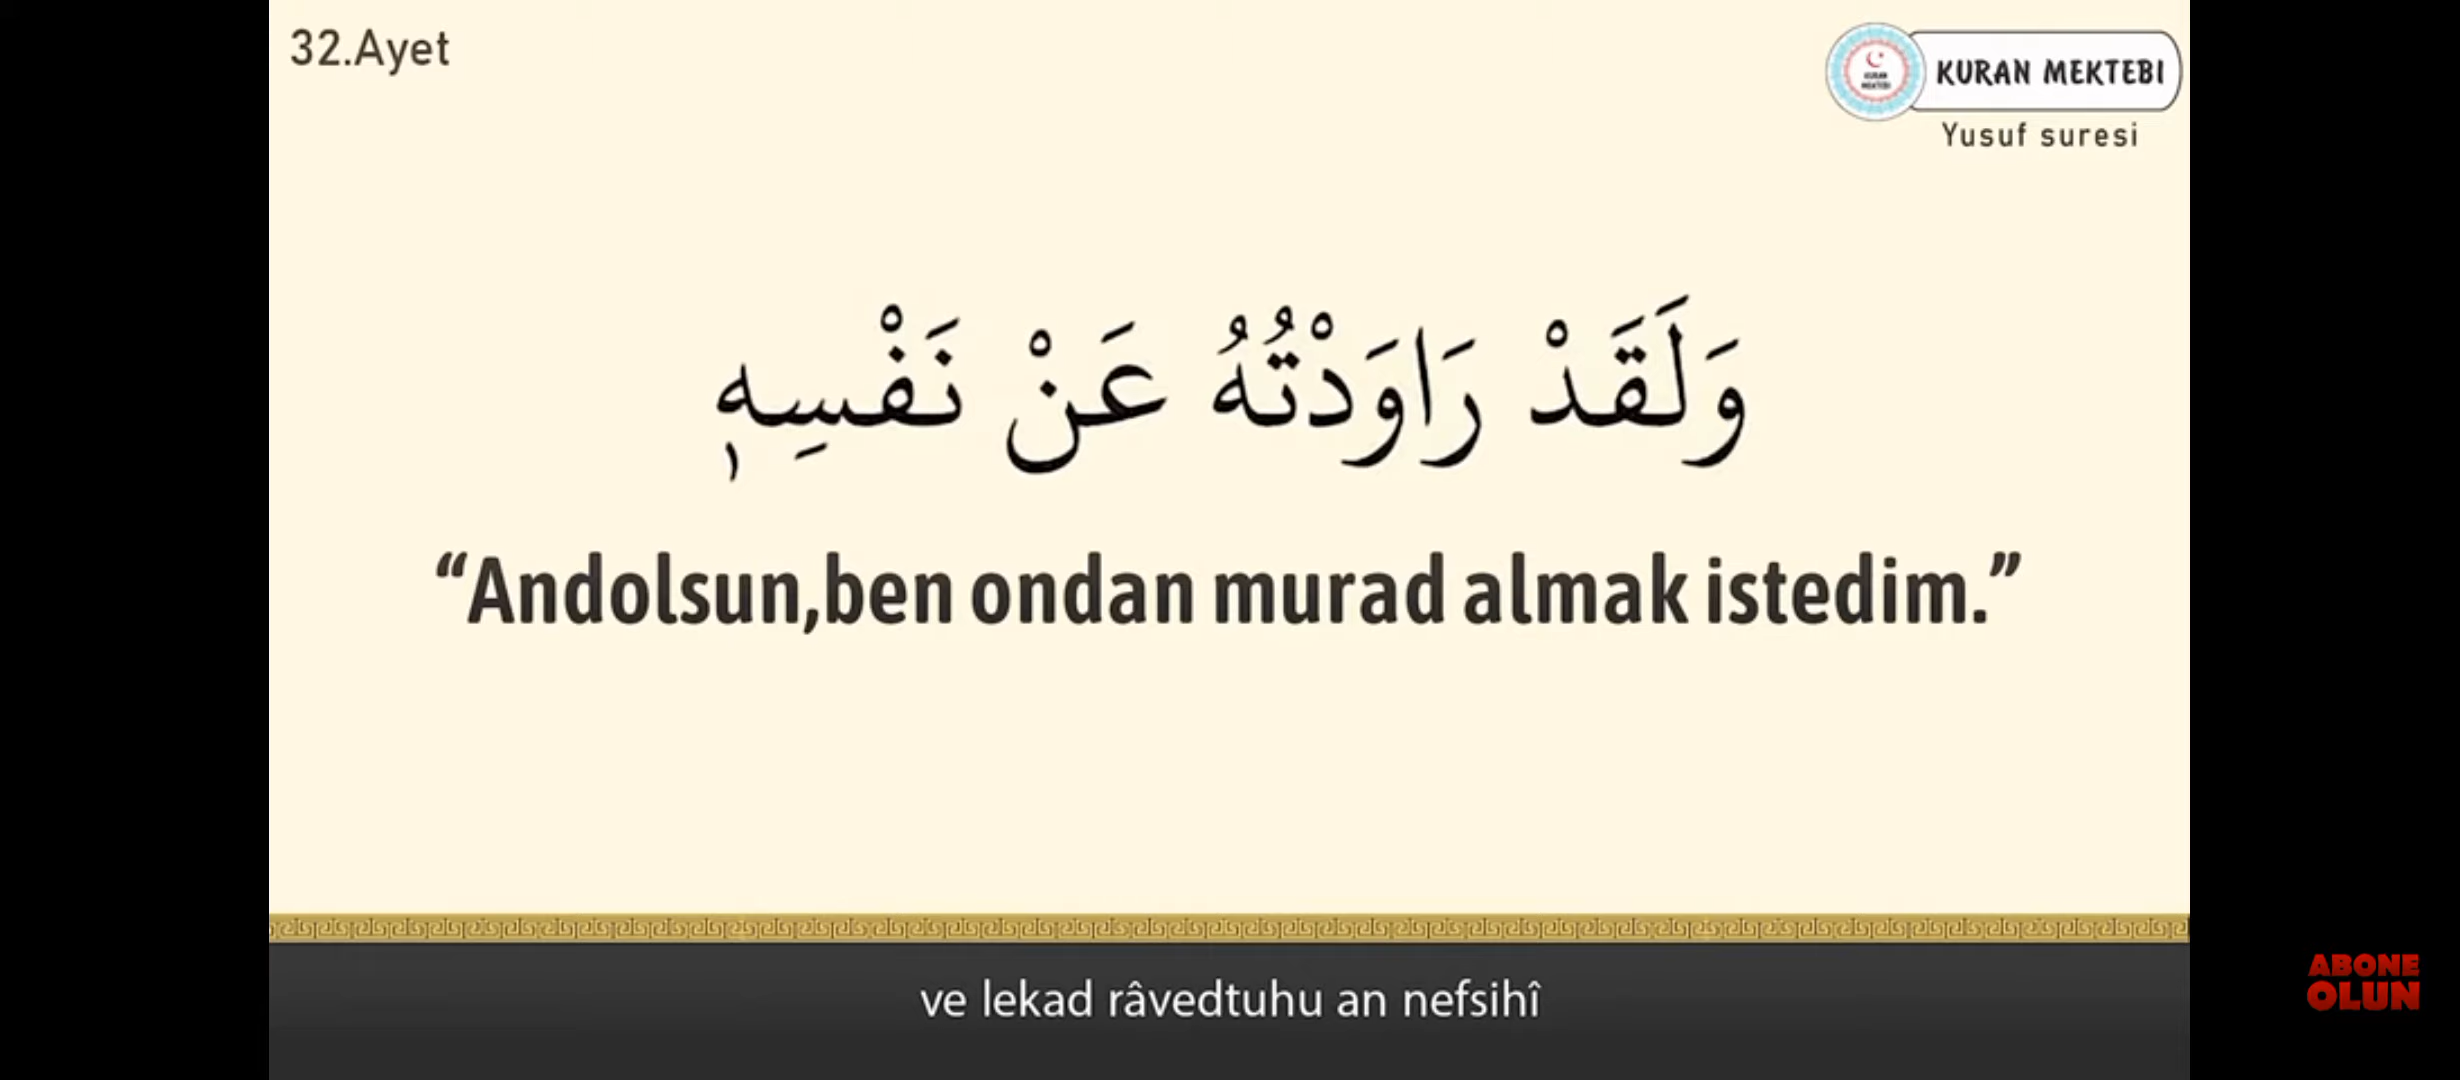 32.Ayet
KURAN MEKTEBI
Yusuf suresi
وَلَقَدْ رَاوَدْتُهُ عَنْ نَفْسِه۪
“Andolsun,ben ondan murad almak istedim.”
ve lekad râvedtuhu an nefsihî
ABONE
OLUN